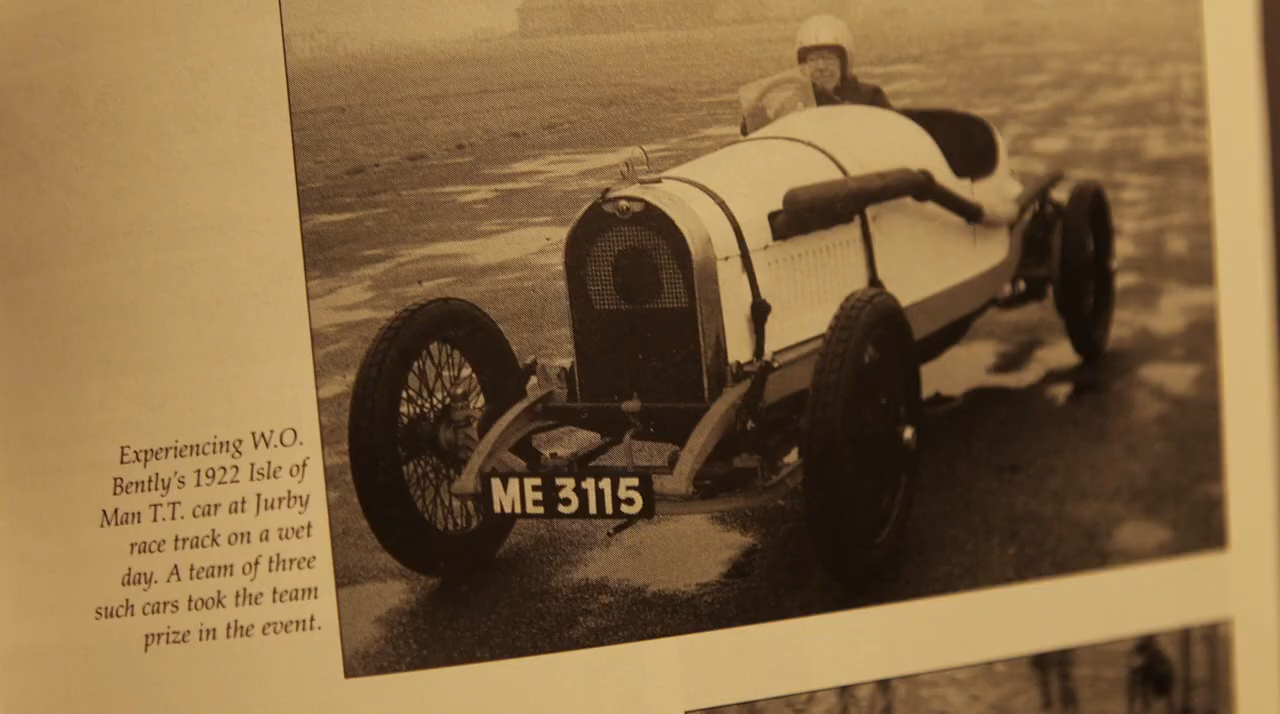 Experiencing W.O.
Bently's 1922 Isle of
Man T.T. car at Jurby
race track on a wet
day. A team of three
such cars took the team
prize in the event.
ME 3115